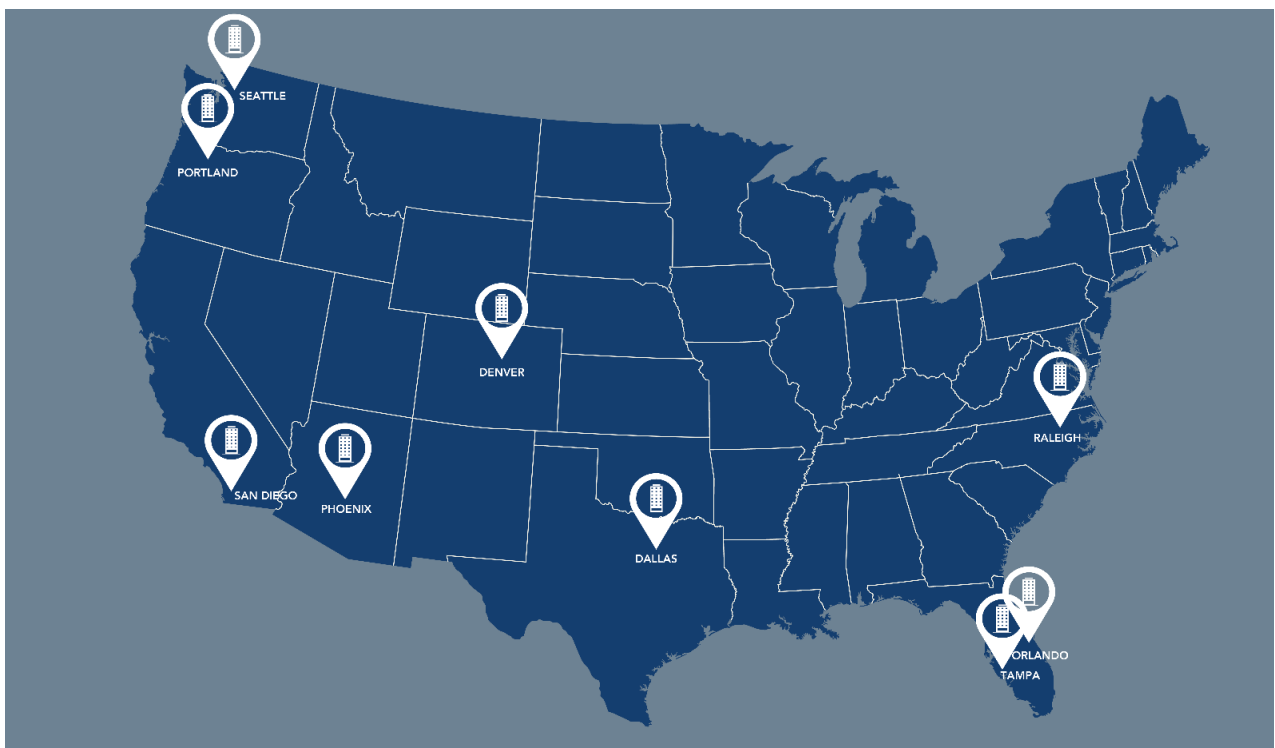 SEATTLE
PORTLAND
DENVER
RALEIGH
SAN DIEGO
PHOENIX
DALLAS
ORLANDO
TAMPA